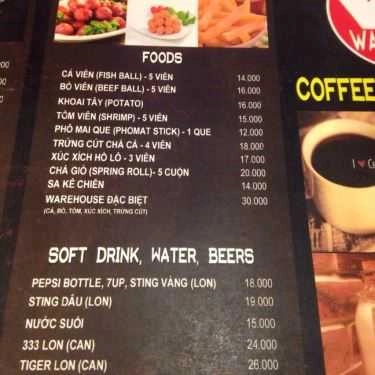 FOODS
CÁ VIÊN (FISH BALL) - 5 VIÊN 14.000
BÒ VIÊN (BEEF BALL) - 5 VIÊN 16.000
KHOAI TÂY (POTATO) 16.000
TÔM VIÊN (SHRIMP) - 5 VIÊN 15.000
PHÔ MAI QUE (PHOMAT STICK) - 1 QUE 12.000
TRỨNG CÚT CHẢ CÁ - 4 VIÊN 18.000
XÚC XÍCH HỒ LÔ - 3 VIÊN 17.000
CHẢ GIÒ (SPRING ROLL)- 5 CUỘN 20.000
SA KÊ CHIÊN 14.000
WAREHOUSE ĐẶC BIỆT 30.000
(CÁ, BÒ, TÔM, XÚC XÍCH, TRỨNG CÚT)
SOFT DRINK, WATER, BEERS
PEPSI BOTTLE, 7UP, STING VÀNG (LON) 18.000
STING DÂU (LON) 19.000
NƯỚC SUỐI 15.000
333 LON (CAN) 24.000
TIGER LON (CAN) 26.000
WA
COFFEE
I ♥